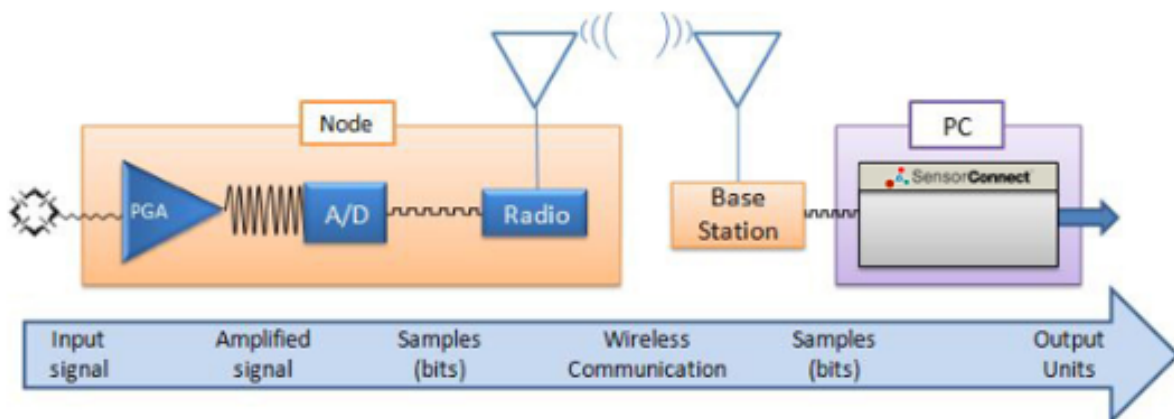 Node
PC
PGA
A/D
Radio
Base
Station
SensorConnect
Input
signal
Amplified
signal
Samples
(bits)
Wireless
Communication
Samples
(bits)
Output
Units